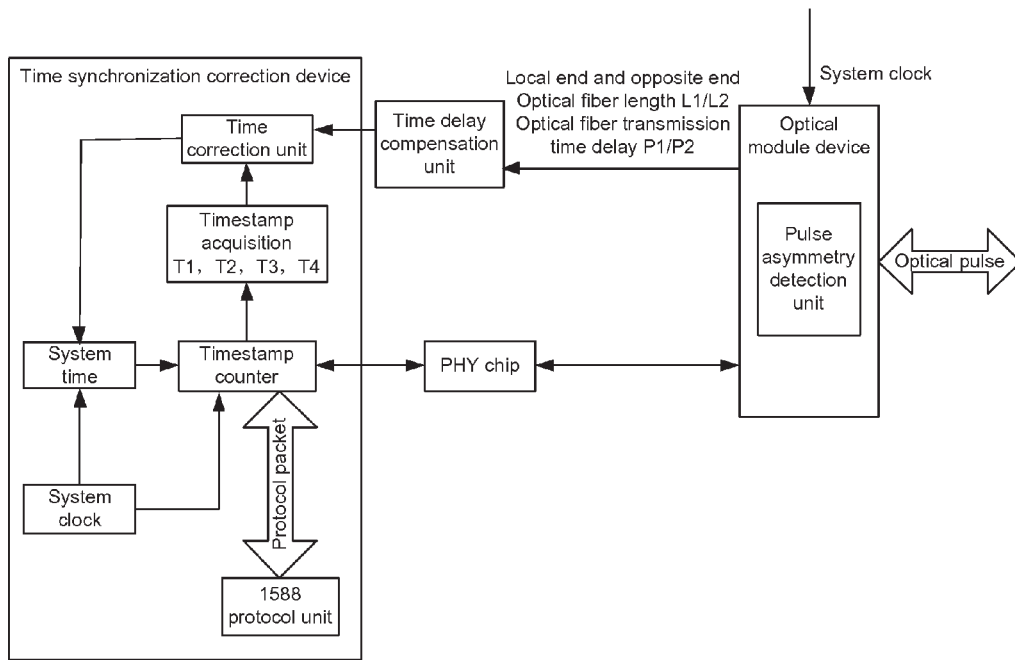 Time synchronization correction device
Time
correction unit
Timestamp
acquisition
T1, T2, T3, T4
System
time
Timestamp
counter
System
clock
Protocol packet
1588
protocol unit
Time delay
compensation
unit
Local end and opposite end
Optical fiber length L1/L2
Optical fiber transmission
time delay P1/P2
PHY chip
System clock
Optical
module device
Pulse
asymmetry
detection
unit
Optical pulse